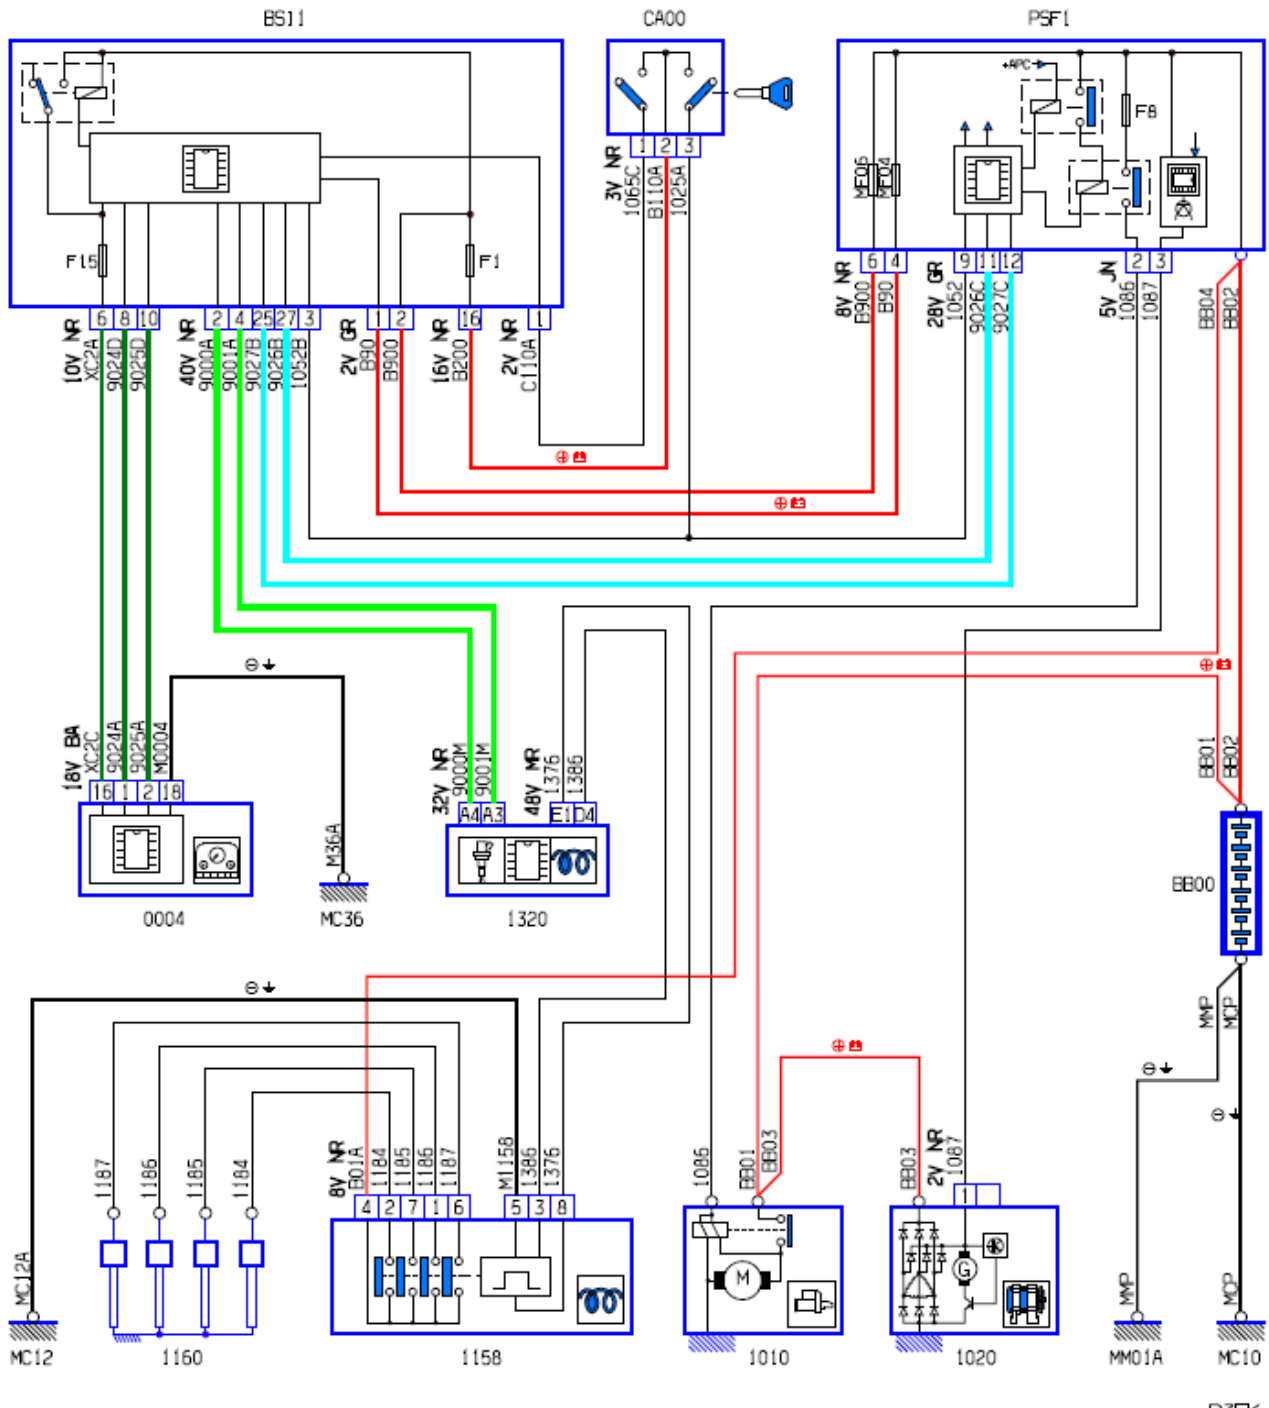 BSI1
CA00
PSF1
+APC
F8
MF06
MF04
F15
F1
1 2 3
3V NR
1065C
B110A
1025A
6 8 10
2 4 25 27 3
1 2
16
1
6 4
9 11 12
2 3
10V NR
XC2A
9024D
9025D
40V NR
9000A
9001A
9027B
9026B
1052B
2V GR
B90
B900
16V NR
B200
2V NR
C110A
8V NR
B900
B90
28V GR
1052
9026C
9027C
5V JN
1086
1087
BB04
BB02
18V BA
XC2C
9024A
9025A
M0004
16 1 2 18
0004
M36A
MC36
32V NR
9000M
9001M
48V MR
1376
1386
A4 A3
E1 D4
1320
BB01
BB02
BB00
MMP
MCP
1187
1186
1185
1184
8V NR
B01A
1184
1185
1186
1187
M1158
1386
1376
4 2 7 1 6
5 3 8
1086
BB01
BB03
BB03
2V NR
1087
1
M
G
MC12A
MMP
MCP
MC12
1160
1158
1010
1020
MM01A
MC10